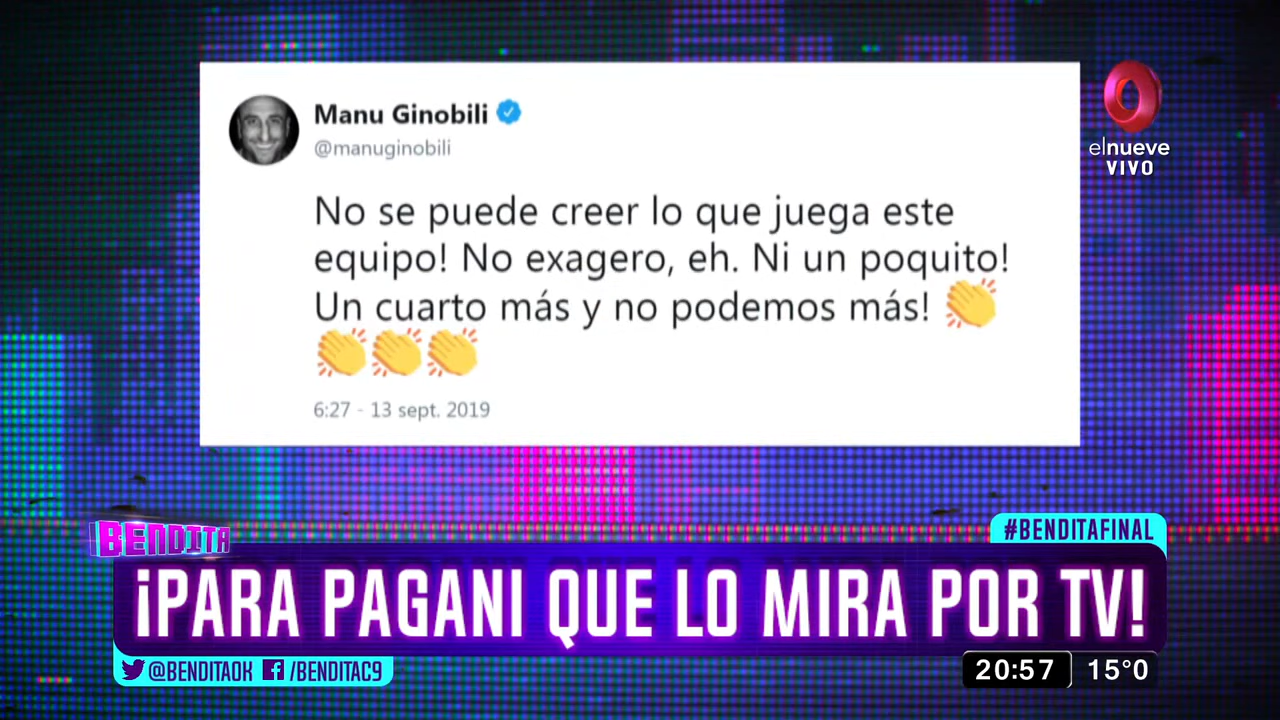 Manu Ginobili
@manuginobili
elnueve
VIVO
No se puede creer lo que juega este
equipo! No exagero, eh. Ni un poquito!
Un cuarto más y no podemos más! 👏
👏👏👏
6:27 - 13 sept. 2019
BENDITA
#BENDITAFINAL
¡PARA PAGANI QUE LO MIRA POR TV!
@BENDITAOK /BENDITAC9
20:57 15°0